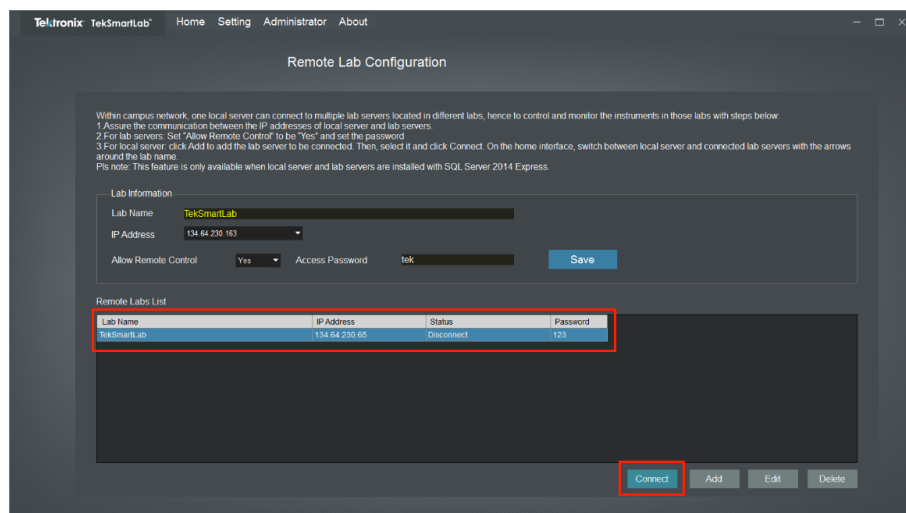 Tektronix TekSmartLab™ Home Setting Administrator About
Remote Lab Configuration
Within campus network, one local server can connect to multiple lab servers located in different labs, hence to control and monitor the instruments in those labs with steps below:
1.Assure the communication between the IP addresses of local server and lab servers.
2.For lab servers: Set "Allow Remote Control" to be "Yes" and set the password
3.For local server: click Add to add the lab server to be connected. Then, select it and click Connect. On the home interface, switch between local server and connected lab servers with the arrows
around the lab name.
Pls note: This feature is only available when local server and lab servers are installed with SQL Server 2014 Express.
Lab Information
Lab Name TekSmartLab
IP Address 134.64.230.163
Allow Remote Control Yes Access Password tek Save
Remote Labs List
Lab Name IP Address Status Password
TekSmartLab 134.64.230.65 Disconnect 123
Connect Add Edit Delete